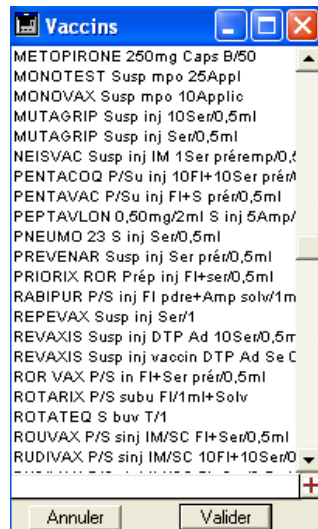 Vaccins
METOPIRONE 250mg Caps B/50
MONOTEST Susp mpo 25Appl
MONOVAX Susp mpo 10Applic
MUTAGRIP Susp inj 10Ser/0,5ml
MUTAGRIP Susp inj Ser/0,5ml
NEISVAC Susp inj IM 1Ser préremp/0,5
PENTACOQ P/Su inj 10Fl+10Ser prér/
PENTAVAC P/Su inj Fl+S prér/0,5ml
PEPTAVLON 0,50mg/2ml S inj 5Amp/
PNEUMO 23 S inj Ser/0,5ml
PREVENAR Susp inj Ser prér/0,5ml
PRIORIX ROR Prép inj Fl+ser/0,5ml
RABIPUR P/S inj Fl pdre+Amp solv/1m
REPEVAX Susp inj Ser/1
REVAXIS Susp inj DTP Ad 10Ser/0,5m
REVAXIS Susp inj vaccin DTP Ad Se 0
ROR VAX P/S in Fl+Ser prér/0,5ml
ROTARIX P/S subu Fl/1ml+Solv
ROTATEQ S buv T/1
ROUVAX P/S sinj IM/SC Fl+Ser/0,5ml
RUDIVAX P/S sinj IM/SC 10Fl+10Ser/0
Annuler
Valider